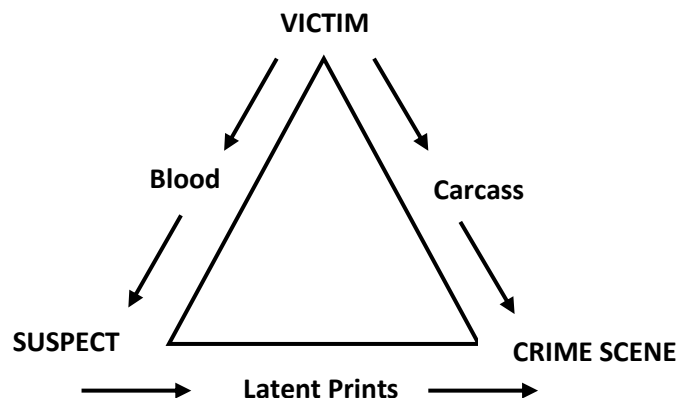 VICTIM
Blood
Carcass
SUSPECT
CRIME SCENE
Latent Prints